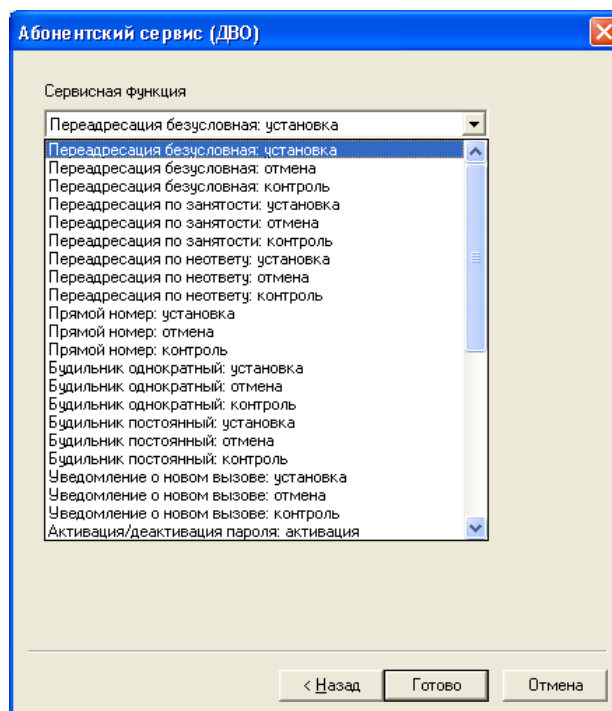 Абонентский сервис (ДВО)
Сервисная функция
Переадресация безусловная: установка
Переадресация безусловная: установка
Переадресация безусловная: отмена
Переадресация безусловная: контроль
Переадресация по занятости: установка
Переадресация по занятости: отмена
Переадресация по занятости: контроль
Переадресация по неответу: установка
Переадресация по неответу: отмена
Переадресация по неответу: контроль
Прямой номер: установка
Прямой номер: отмена
Прямой номер: контроль
Будильник однократный: установка
Будильник однократный: отмена
Будильник однократный: контроль
Будильник постоянный: установка
Будильник постоянный: отмена
Будильник постоянный: контроль
Уведомление о новом вызове: установка
Уведомление о новом вызове: отмена
Уведомление о новом вызове: контроль
Активация/деактивация пароля: активация
< Назад Готово Отмена